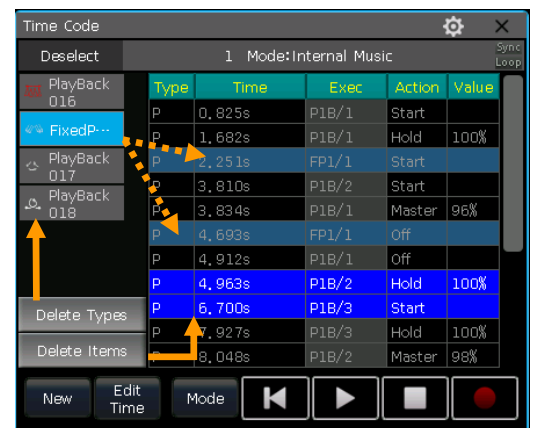 Time Code
Deselect
1 Mode:Internal Music
Sync
Loop
PlayBack
016
FixedP···
PlayBack
017
PlayBack
018
Delete Types
Delete Items
Type Time Exec Action Value
P 0.825s P1B/1 Start
P 1.682s P1B/1 Hold 100%
P 2.251s FP1/1 Start
P 3.810s P1B/2 Start
P 3.834s P1B/1 Master 96%
P 4.693s FP1/1 Off
P 4.912s P1B/1 Off
P 4.963s P1B/2 Hold 100%
P 6.700s P1B/3 Start
P 7.927s P1B/3 Hold 100%
P 8.048s P1B/2 Master 98%
New
Edit
Time
Mode